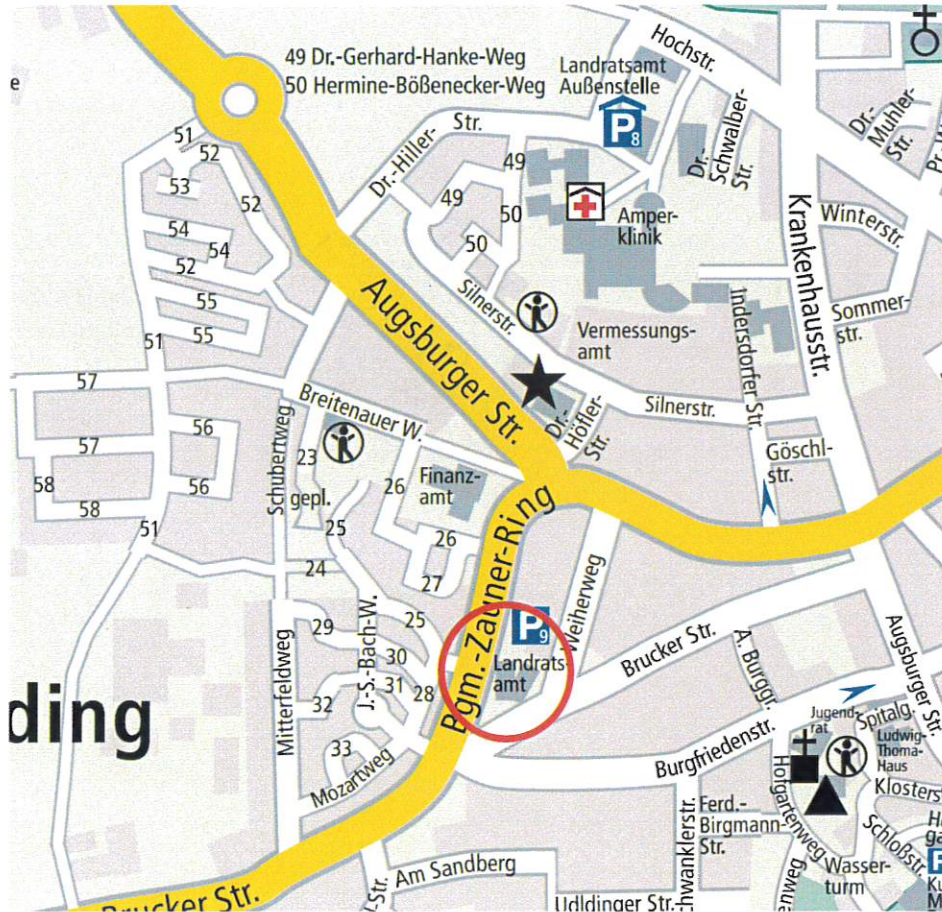 49 Dr.-Gerhard-Hanke-Weg
50 Hermine-Bößenecker-Weg
Landratsamt
Außenstelle
Hochstr.
P8
Str.
Dr.-Hiller-
Dr.-
Schwalber-
Str.
Dr.-
Muhler-
Str.
51
52
49
53
52
49
50
Amper-
klinik
Krankenhausstr.
Winterstr.
54
54
50
52
Silnerstr.
55
Augsburger Str.
Vermessungs-
amt
Indersdorfer Str.
Sommer-
str.
55
51
57
Breitenauer W.
Dr.-
Höfler-
Str.
Silnerstr.
56
57
Schubertweg
23
gepl.
26
Finanz-
amt
Göschl-
str.
58
56
58
51
25
26
24
27
Bgm.-Zauner-Ring
Weiherweg
29
J.-S.-Bach-W.
25
P9
Landrats-
amt
Brucker Str.
A. Burggr.
Augsburger Str.
30
31
28
Mitterfeldweg
32
ding
33
Mozartweg
Burgfriedenstr.
Jugend-
rat
Spitalg.
Ludwig-
Thoma-
Haus
Klosters
Hofgartenweg
Schloßstr.
Ferd.-
Birgmann-
Str.
chwanklerstr.
Wasser-
turm
enweg
Am Sandberg
-Str.
Brucker Str.
Udldinger Str.
P